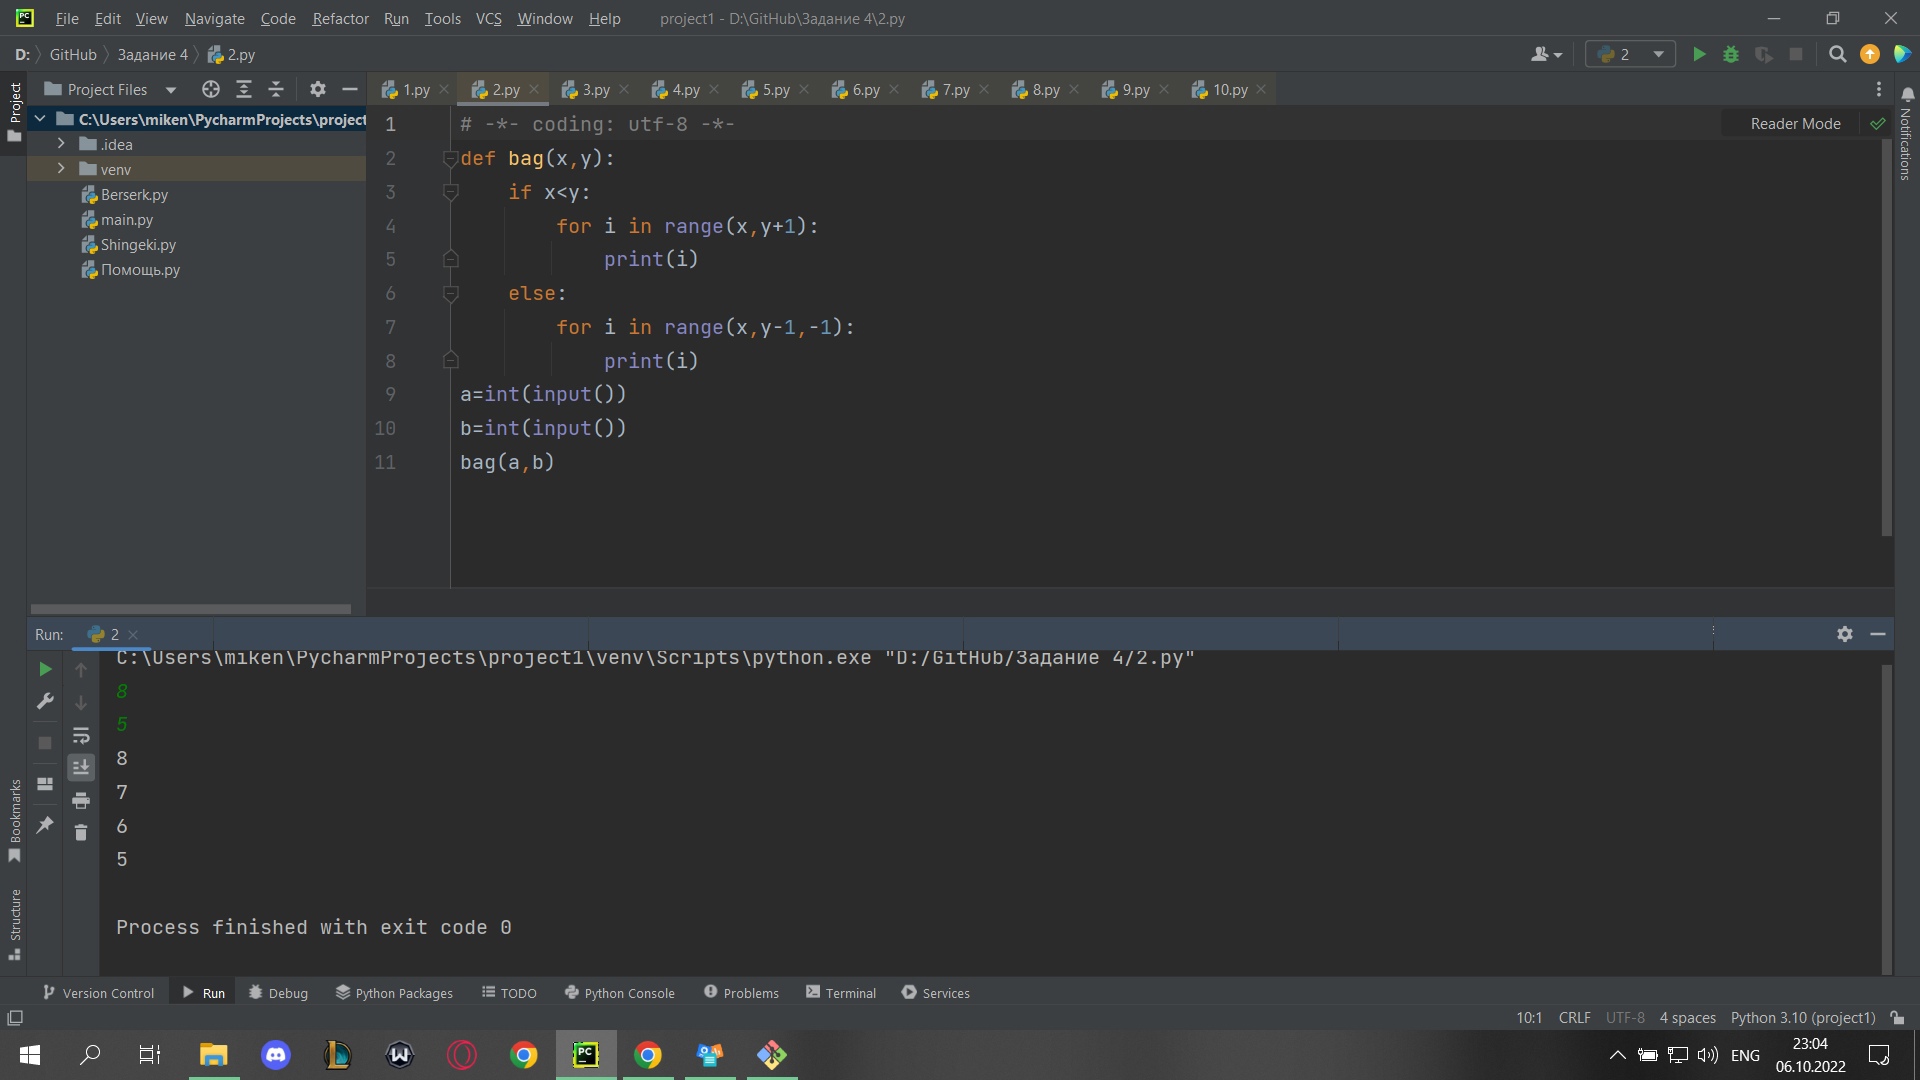 File Edit View Navigate Code Refactor Run Tools VCS Window Help project1 - D:\GitHub\Задание 4\2.py
D: GitHub Задание 4 2.py
2
Project Files
1.py 2.py 3.py 4.py 5.py 6.py 7.py 8.py 9.py 10.py
Project
Notifications
C:\Users\miken\PycharmProjects\project
.idea
venv
Berserk.py
main.py
Shingeki.py
Помощь.py
Reader Mode
1 # -*- coding: utf-8 -*-
2 def bag(x,y):
3 if x<y:
4 for i in range(x,y+1):
5 print(i)
6 else:
7 for i in range(x,y-1,-1):
8 print(i)
9 a=int(input())
10 b=int(input())
11 bag(a,b)
Run: 2
C:\Users\miken\PycharmProjects\project1\venv\Scripts\python.exe "D:/GitHub/Задание 4/2.py"
8
5
8
7
6
5
Process finished with exit code 0
Bookmarks
Structure
Version Control Run Debug Python Packages TODO Python Console Problems Terminal Services
10:1 CRLF UTF-8 4 spaces Python 3.10 (project1)
ENG
23:04
06.10.2022